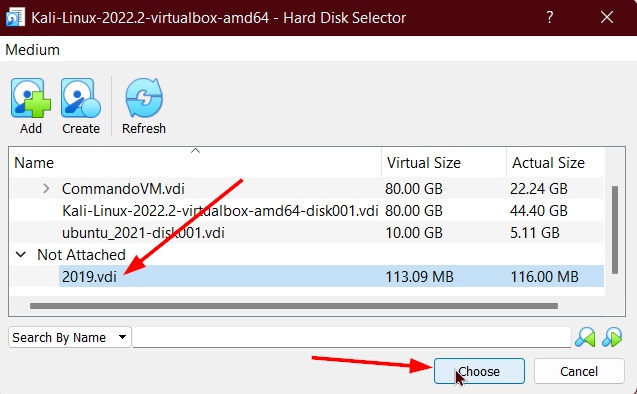 Kali-Linux-2022.2-virtualbox-amd64 - Hard Disk Selector ?
Medium
Add Create Refresh
Name Virtual Size Actual Size
CommandoVM.vdi 80.00 GB 22.24 GB
Kali-Linux-2022.2-virtualbox-amd64-disk001.vdi 80.00 GB 44.40 GB
ubuntu_2021-disk001.vdi 10.00 GB 5.11 GB
Not Attached
2019.vdi 113.09 MB 116.00 MB
Search By Name
Choose Cancel